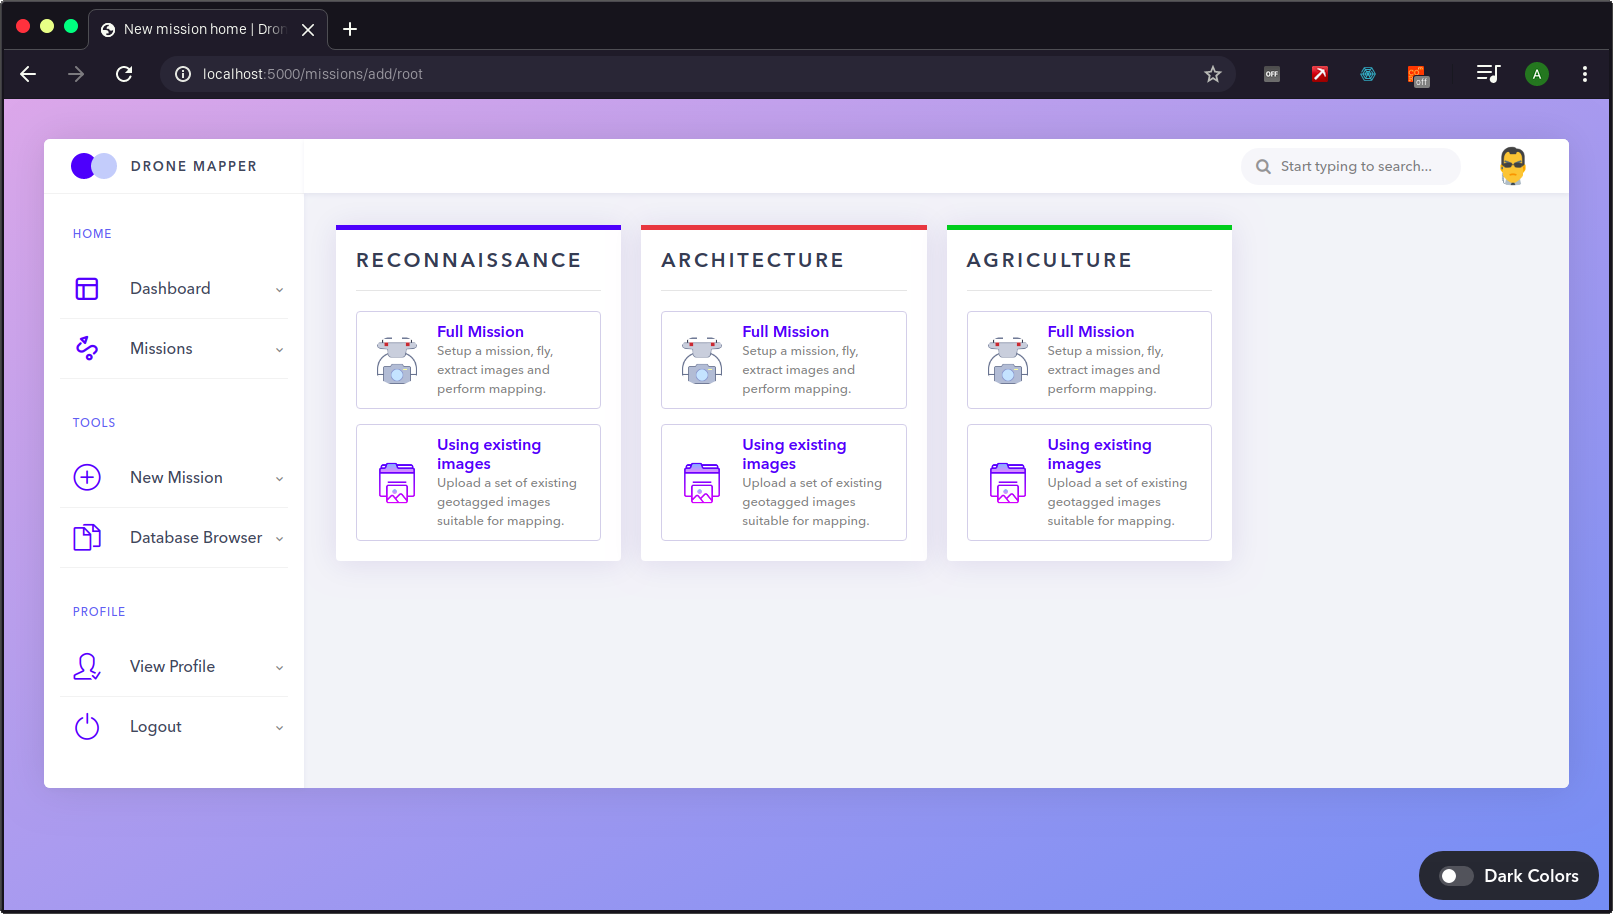 New mission home | Dron
localhost:5000/missions/add/root
OFF
off
A
DRONE MAPPER
Start typing to search...
HOME
Dashboard
Missions
TOOLS
New Mission
Database Browser
PROFILE
View Profile
Logout
RECONNAISSANCE
Full Mission
Setup a mission, fly,
extract images and
perform mapping.
Using existing
images
Upload a set of existing
geotagged images
suitable for mapping.
ARCHITECTURE
Full Mission
Setup a mission, fly,
extract images and
perform mapping.
Using existing
images
Upload a set of existing
geotagged images
suitable for mapping.
AGRICULTURE
Full Mission
Setup a mission, fly,
extract images and
perform mapping.
Using existing
images
Upload a set of existing
geotagged images
suitable for mapping.
Dark Colors